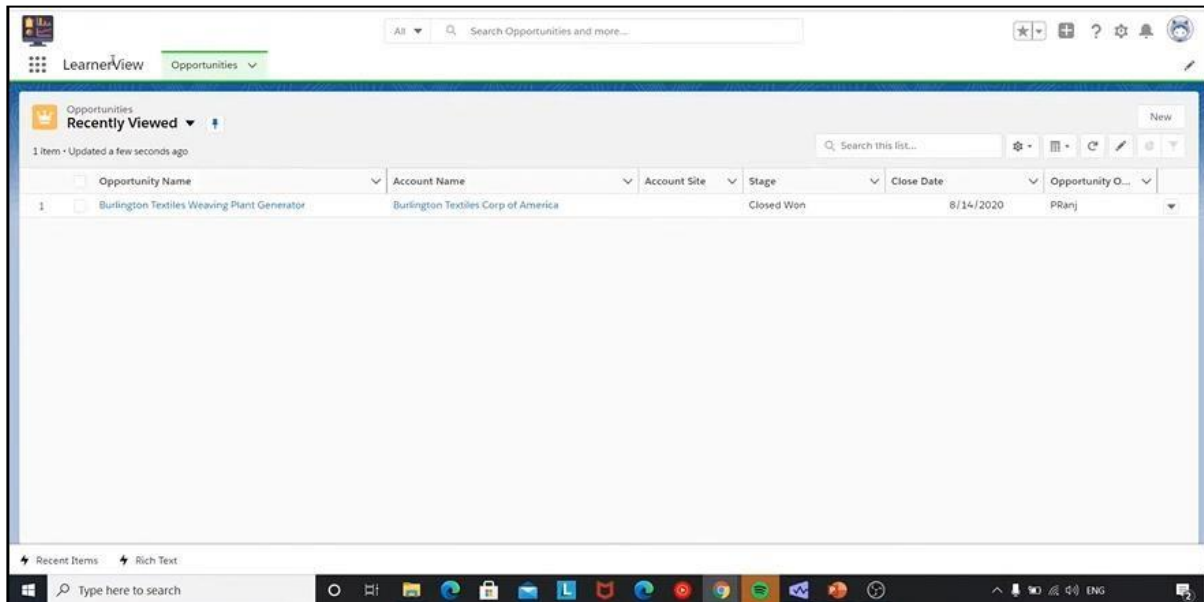 All Search Opportunities and more...
LearnerView Opportunities
Opportunities
Recently Viewed
New
1 item • Updated a few seconds ago
Search this list...
Opportunity Name Account Name Account Site Stage Close Date Opportunity O...
1 Burlington Textiles Weaving Plant Generator Burlington Textiles Corp of America Closed Won 8/14/2020 PRanj
Recent Items Rich Text
Type here to search L ENG